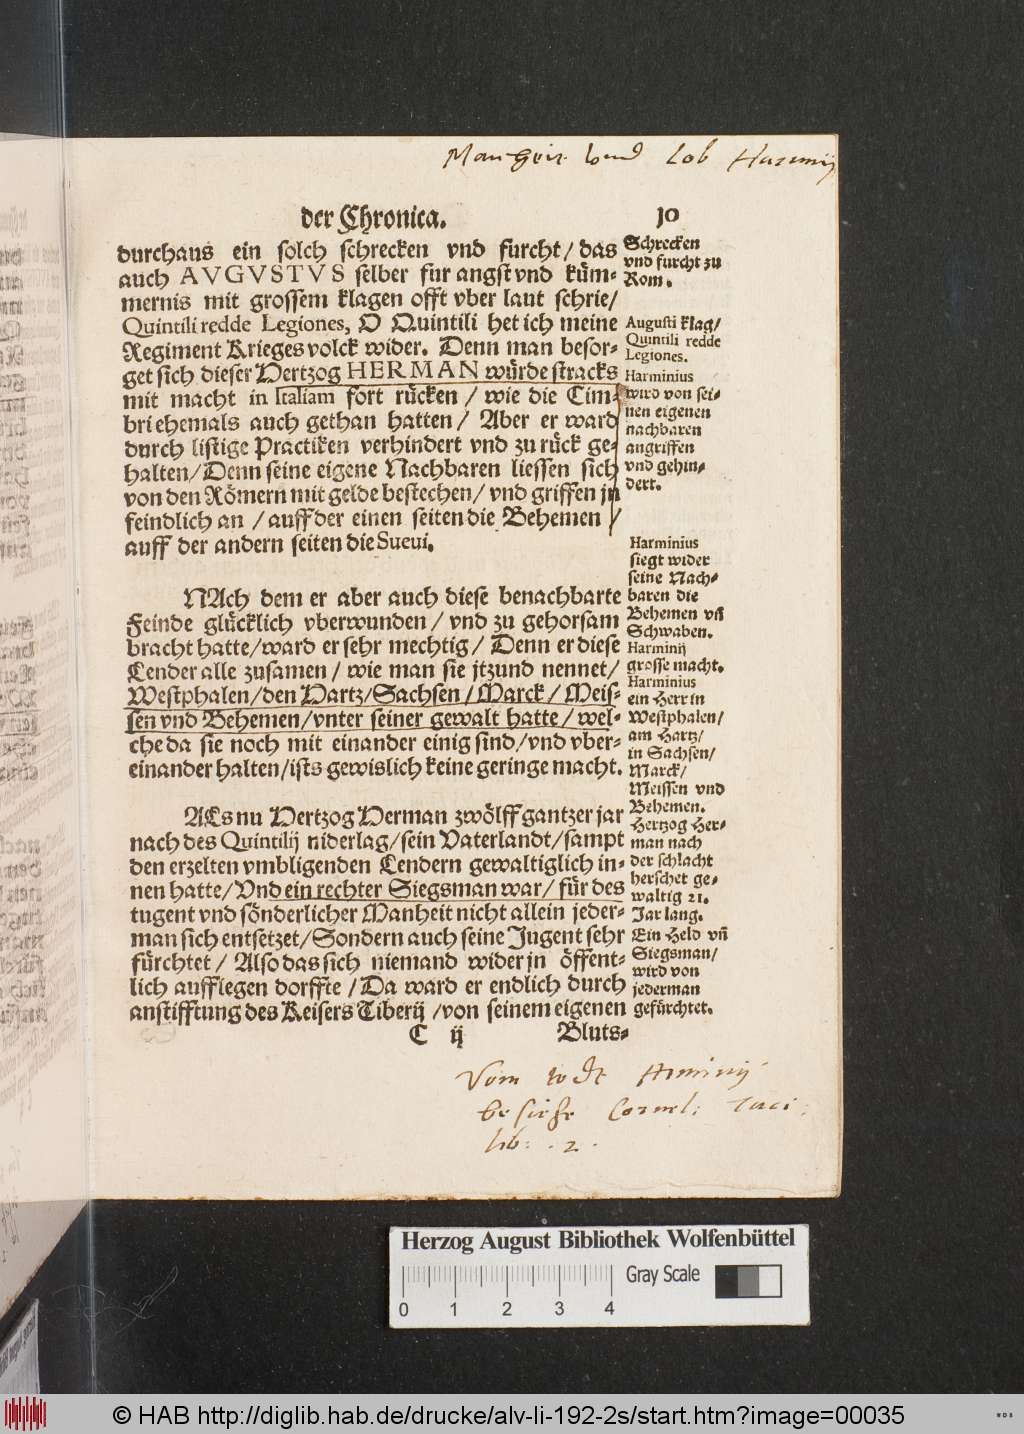 Manheit vnd Lob Harminij
der Chronica.
10
durchaus ein solch schrecken vnd furcht / das
auch AVGVSTVS selber fur angst vnd küm-
mernis mit grossem klagen offt vber laut schrie /
Quintili redde Legiones, O Quintili het ich meine
Regiment Krieges volck wider. Denn man besor-
get sich dieser Hertzog HERMAN würde stracks
mit macht in Italiam fort rücken / wie die Cim-
bri ehemals auch gethan hatten / Aber er ward
durch listige Practiken verhindert vnd zu rück ge-
halten / Denn seine eigene Nachbaren liessen sich
von den Römern mit gelde bestechen / vnd griffen jn
feindlich an / auff der einen seiten die Behemen /
auff der andern seiten die Sueui.
Schrecken
vnd furcht zu
Rom.
Augusti klag /
Quintili redde
Legiones.
Harminius
wird von sei-
nen eigenen
nachbaren
angriffen
vnd gehin-
dert.
NAch dem er aber auch diese benachbarte
Feinde glücklich vberwunden / vnd zu gehorsam
bracht hatte / ward er sehr mechtig / Denn er diese
Lender alle zusamen / wie man sie jtzund nennet /
Westphalen / den Hartz / Sachsen / Marck / Meis-
sen vnd Behemen / vnter seiner gewalt hatte / wel-
che da sie noch mit einander einig sind / vnd vber-
einander halten / ists gewislich keine geringe macht.
Harminius
siegt wider
seine Nach-
baren die
Behemen vñ
Schwaben.
Harminij
grosse macht.
Harminius
ein Herr in
Westphalen /
am Hartz /
in Sachsen /
Marck /
Meissen vnd
Behemen.
ALs nu Hertzog Herman zwölff gantzer jar
nach des Quintilij niderlag / sein Vaterlandt / sampt
den erzelten vmbligenden Lendern gewaltiglich in-
nen hatte / Vnd ein rechter Siegsman war / für des
tugent vnd sönderlicher Manheit nicht allein jeder-
man sich entsetzet / Sondern auch seine Jugent sehr
fürchtet / Also das sich niemand wider jn öffent-
lich aufflegen dorffte / Da ward er endlich durch
anstifftung des Keisers Tiberij / von seinem eigenen
Hertzog Her-
man nach
der schlacht
herschet ge-
waltig 21.
Jar lang.
Ein Held vñ
Siegsman /
wird von
jederman
gefürchtet.
C ij
Bluts-
Vom todt
besiehe Cornel: Taci:
lib: . 2 .
Herzog August Bibliothek Wolfenbüttel
Gray Scale
0 1 2 3 4
© HAB http://diglib.hab.de/drucke/alv-li-192-2s/start.htm?image=00035